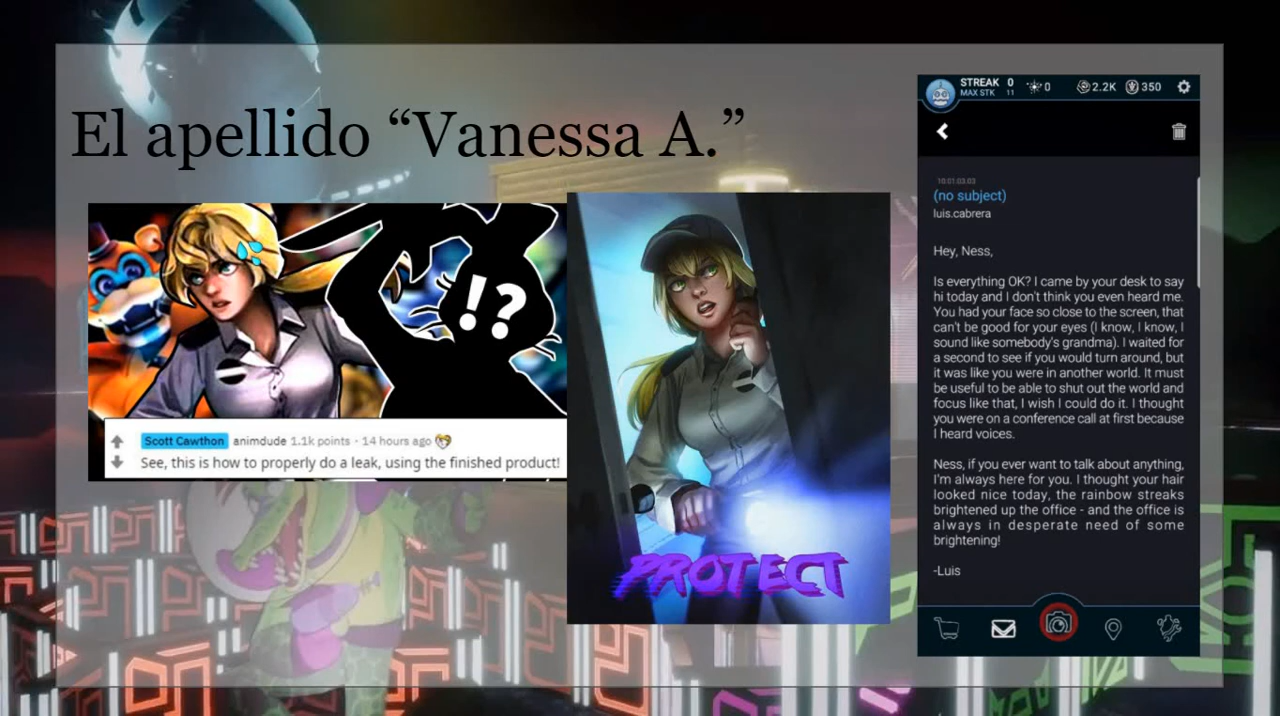 El apellido “Vanessa A.”
!?
Scott Cawthon animdude 1.1k points · 14 hours ago
See, this is how to properly do a leak, using the finished product!
PROTECT
STREAK 0
MAX STK 11
0
2.2K
350
10.01.03.03
(no subject)
luis.cabrera
Hey, Ness,
Is everything OK? I came by your desk to say
hi today and I don't think you even heard me.
You had your face so close to the screen, that
can't be good for your eyes (I know, I know, I
sound like somebody's grandma). I waited for
a second to see if you would turn around, but
it was like you were in another world. It must
be useful to be able to shut out the world and
focus like that, I wish I could do it. I thought
you were on a conference call at first because
I heard voices.
Ness, if you ever want to talk about anything,
I'm always here for you. I thought your hair
looked nice today, the rainbow streaks
brightened up the office - and the office is
always in desperate need of some
brightening!
-Luis